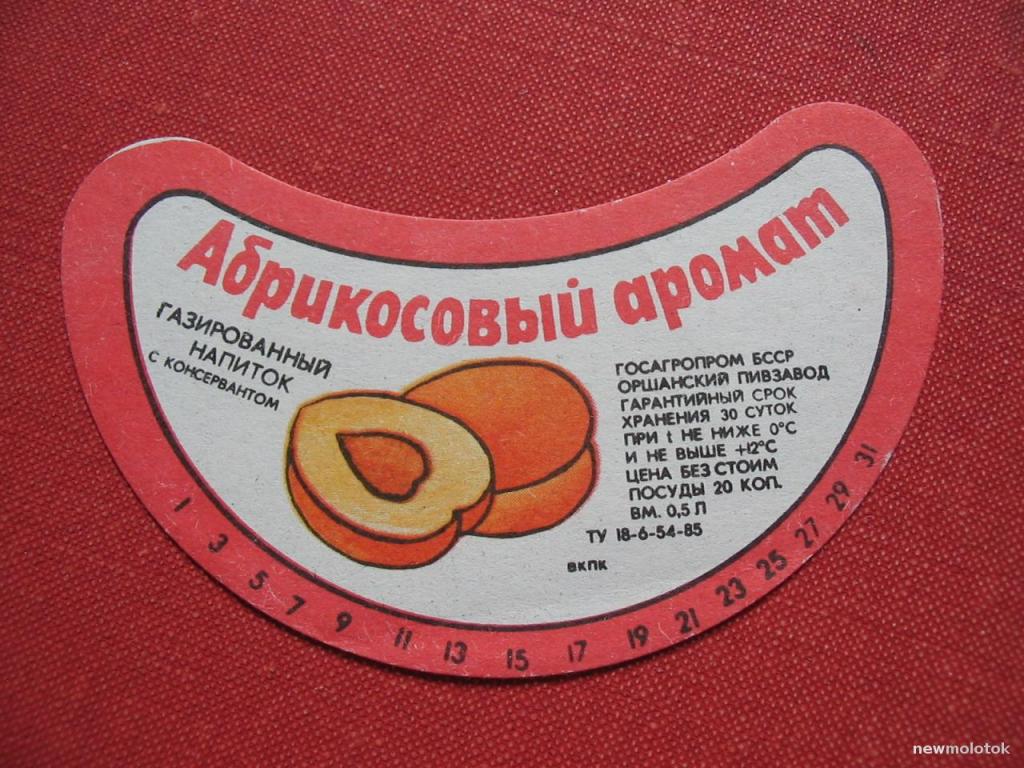 Абрикосовый аромат
ГАЗИРОВАННЫЙ
НАПИТОК
С КОНСЕРВАНТОМ
ГОСАГРОПРОМ БССР
ОРШАНСКИЙ ПИВЗАВОД
ГАРАНТИЙНЫЙ СРОК
ХРАНЕНИЯ 30 СУТОК
ПРИ t НЕ НИЖЕ 0°С
И НЕ ВЫШЕ +12°С
ЦЕНА БЕЗ СТОИМ
ПОСУДЫ 20 КОП.
ВМ. 0,5 Л
ТУ 18-6-54-85
ВКПК
1 3 5 7 9 11 13 15 17 19 21 23 25 27 29 31
newmolotok